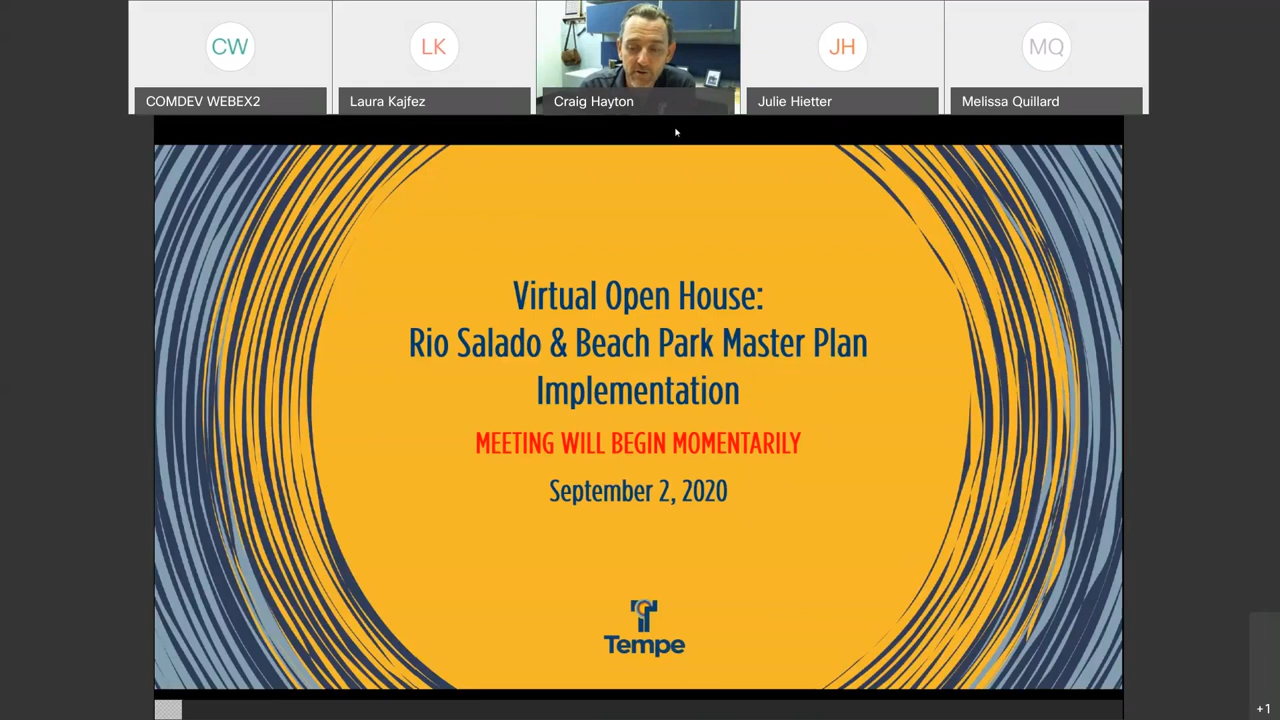 CW
LK
JH
MQ
COMDEV WEBEX2
Laura Kajfez
Craig Hayton
Julie Hietter
Melissa Quillard
Virtual Open House:
Rio Salado & Beach Park Master Plan
Implementation
MEETING WILL BEGIN MOMENTARILY
September 2, 2020
Tempe
+1